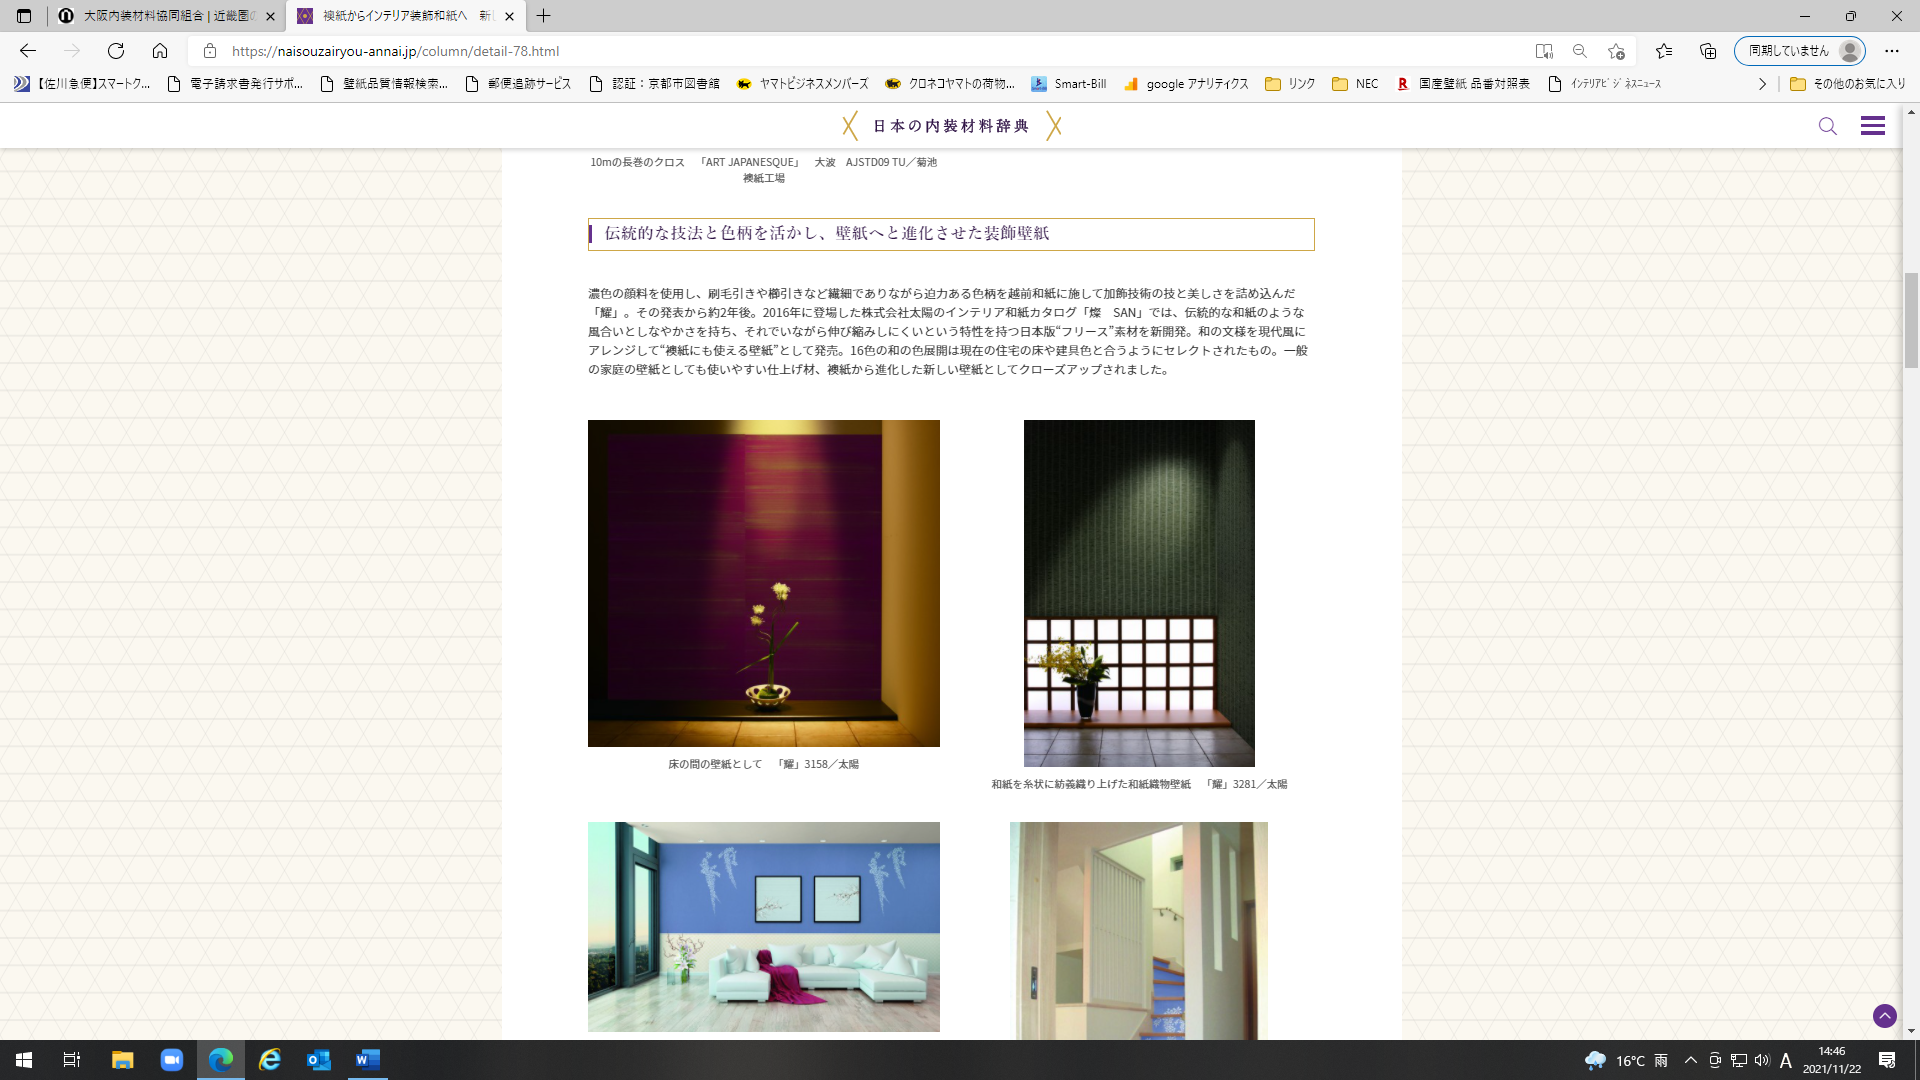 大阪内装材料協同組合 | 近畿圏の
襖紙からインテリア装飾和紙へ　新し
https://naisouzairyou-annai.jp/column/detail-78.html
同期していません
【佐川急便】スマートク...
電子請求書発行サポ...
壁紙品質情報検索...
郵便追跡サービス
認証：京都市図書館
ヤマトビジネスメンバーズ
クロネコヤマトの荷物...
Smart-Bill
google アナリティクス
リンク
NEC
国産壁紙 品番対照表
ｲﾝﾃﾘｱﾋﾞｼﾞﾈｽﾆｭｰｽ
その他のお気に入り
日本の内装材料辞典
10mの長巻のクロス　「ART JAPANESQUE」　大波　AJSTD09 TU／菊池
襖紙工場
伝統的な技法と色柄を活かし、壁紙へと進化させた装飾壁紙
濃色の顔料を使用し、刷毛引きや櫛引きなど繊細でありながら迫力ある色柄を越前和紙に施して加飾技術の技と美しさを詰め込んだ
「耀」。その発表から約2年後。2016年に登場した株式会社太陽のインテリア和紙カタログ「燦　SAN」では、伝統的な和紙のような
風合いとしなやかさを持ち、それでいながら伸び縮みしにくいという特性を持つ日本版“フリース”素材を新開発。和の文様を現代風に
アレンジして“襖紙にも使える壁紙”として発売。16色の和の色展開は現在の住宅の床や建具色と合うようにセレクトされたもの。一般
の家庭の壁紙としても使いやすい仕上げ材、襖紙から進化した新しい壁紙としてクローズアップされました。
床の間の壁紙として　「耀」3158／太陽
和紙を糸状に紡義織り上げた和紙織物壁紙　「耀」3281／太陽
16°C 雨
A
14:46
2021/11/22